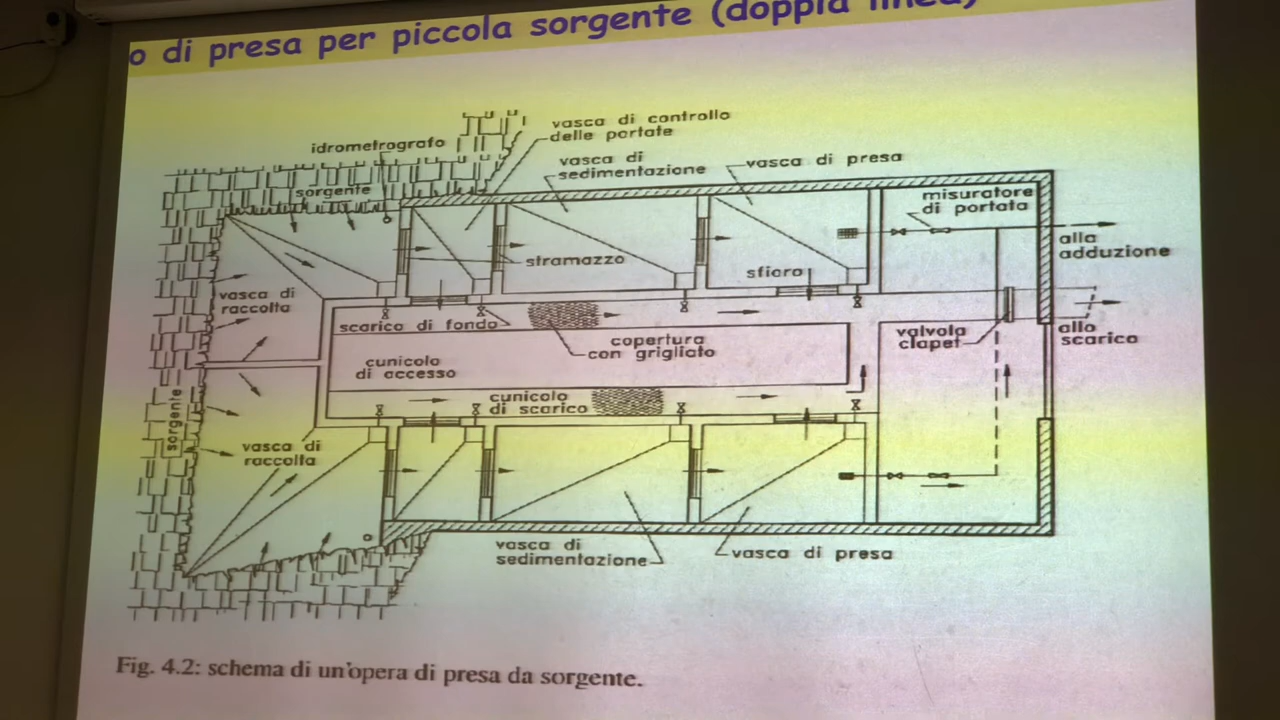 o di presa per piccola sorgente (doppia linea)
vasca di controllo
delle portate
idrometrografo
vasca di
sedimentazione
vasca di presa
sorgente
misuratore
di portata
alla
adduzione
stramazzo
sfioro
vasca di
raccolta
scarico di fondo
copertura
con grigliato
valvola
clapet
allo
scarico
cunicolo
di accesso
cunicolo
di scarico
sorgente
vasca di
raccolta
vasca di
sedimentazione
vasca di presa
Fig. 4.2: schema di un'opera di presa da sorgente.